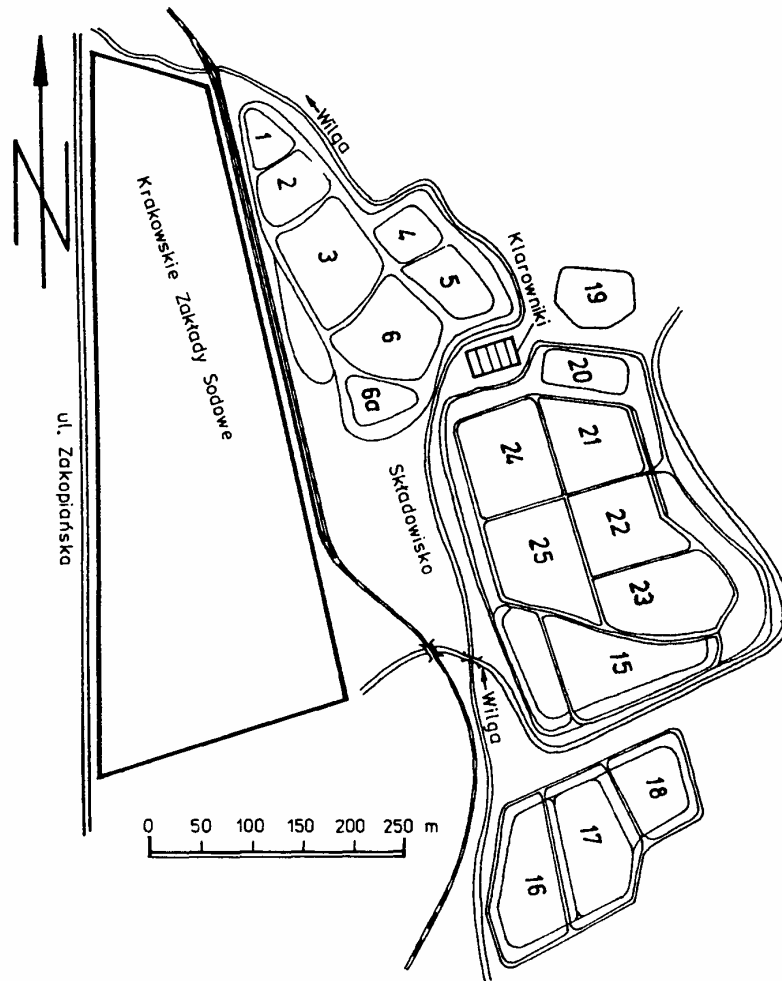 N
Wilga
1
2
3
4
5
6
6a
Klarowniki
19
20
21
24
22
25
23
15
Składowisko
Wilga
18
17
16
Krakowskie Zakłady Sodowe
ul. Zakopiańska
0 50 100 150 200 250 m